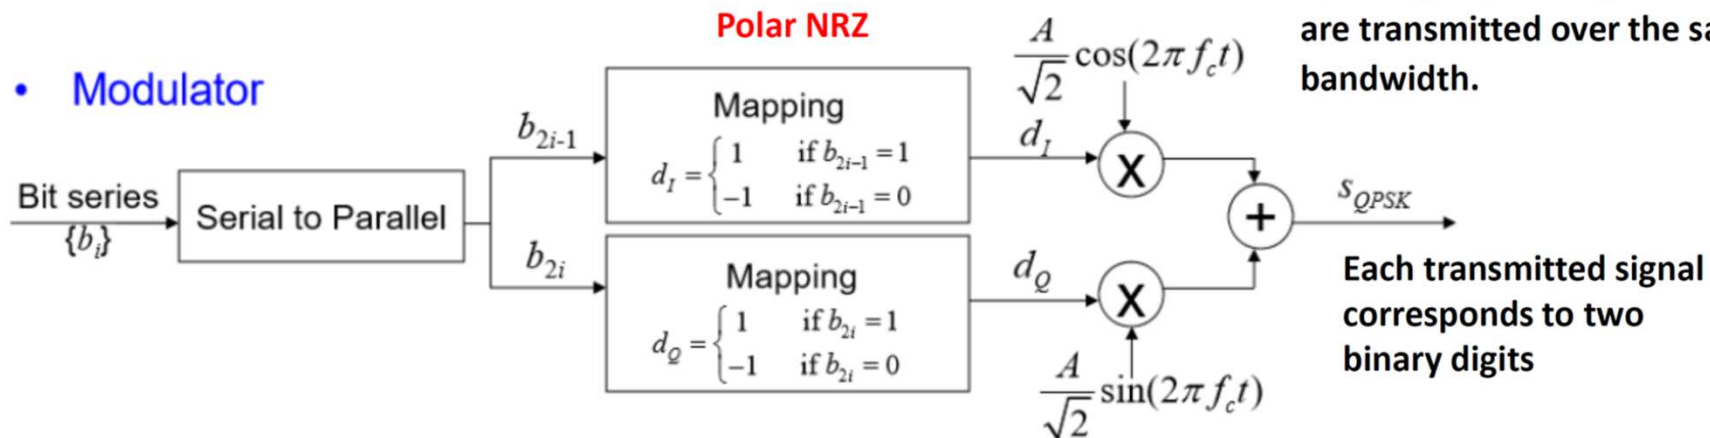 Polar NRZ
are transmitted over the sa
bandwidth.
• Modulator
Bit series
{b_i}
Serial to Parallel
b_{2i-1}
b_{2i}
Mapping
d_I = { 1 if b_{2i-1} = 1
−1 if b_{2i-1} = 0
Mapping
d_Q = { 1 if b_{2i} = 1
−1 if b_{2i} = 0
A/√2 cos(2π f_c t)
d_I
X
d_Q
X
A/√2 sin(2π f_c t)
+
s_{QPSK}
Each transmitted signal
corresponds to two
binary digits